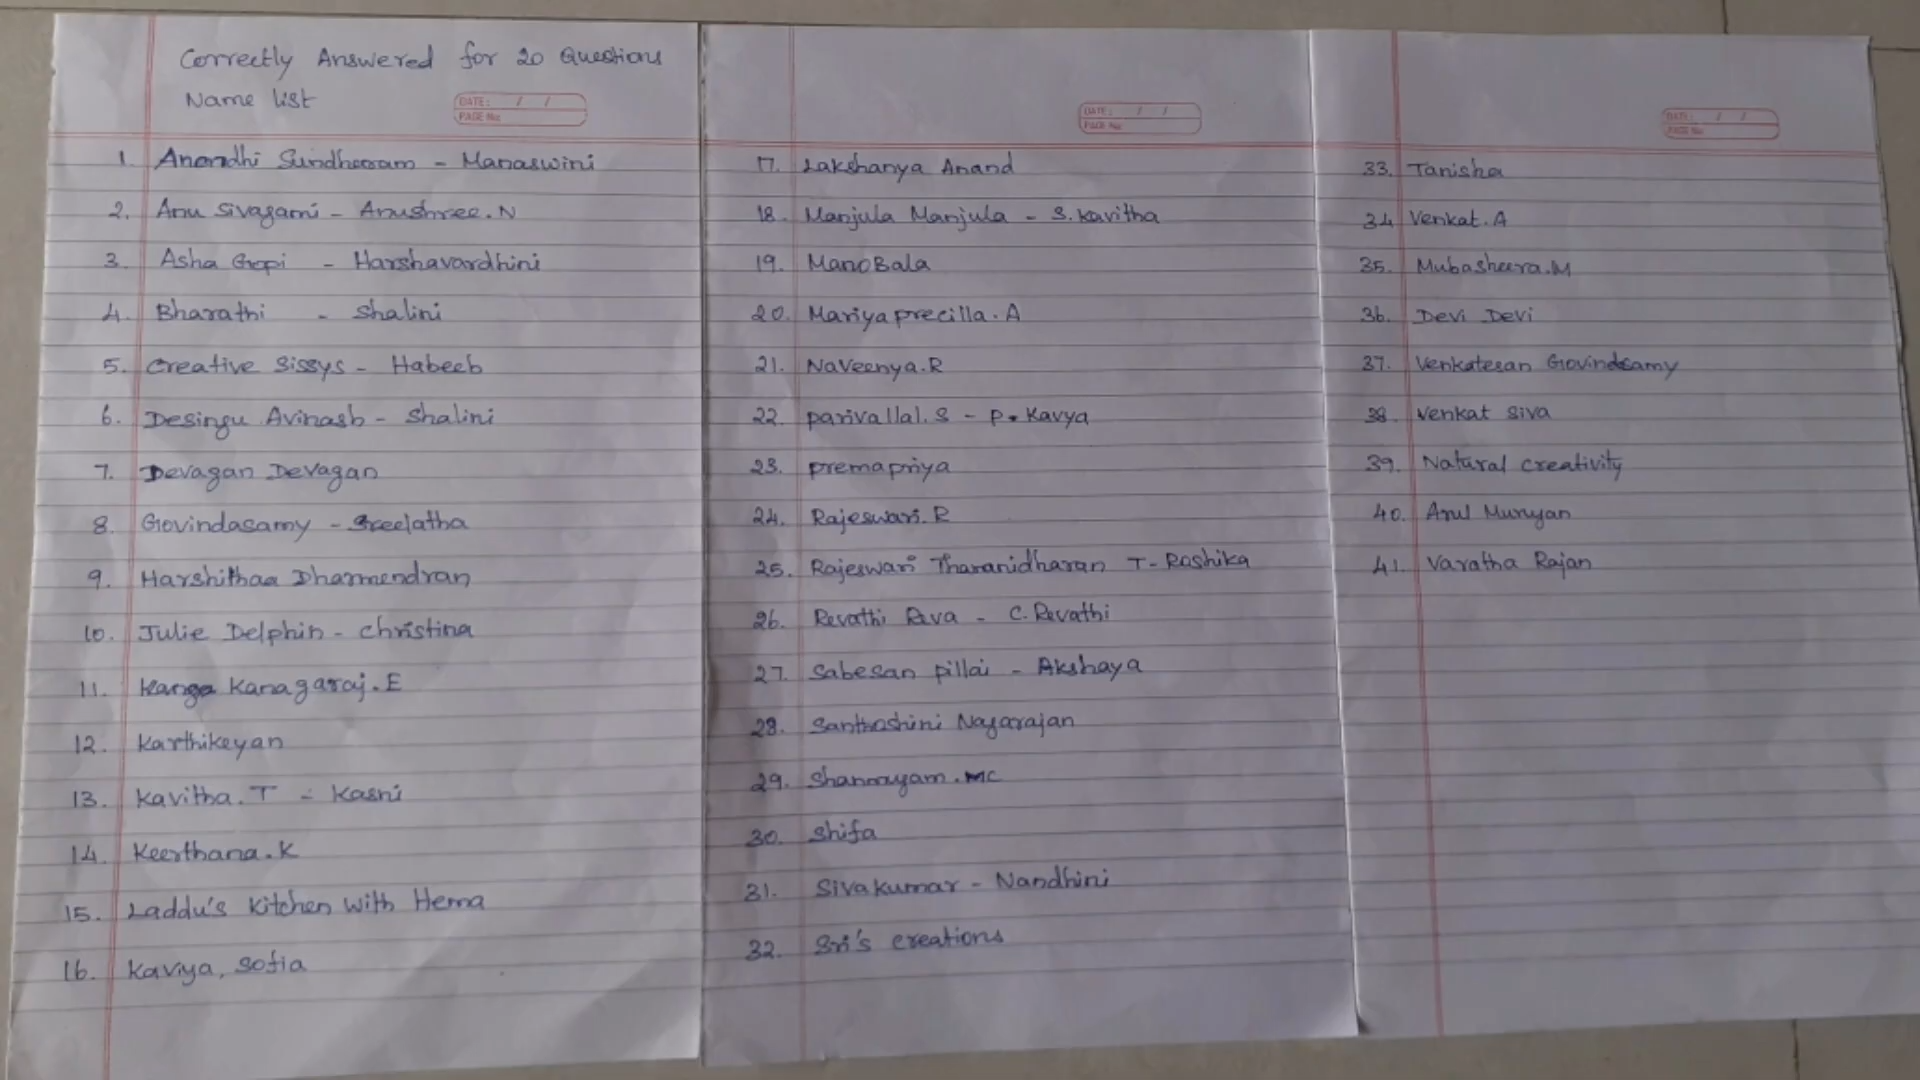 Correctly Answered for 20 Questions
Name list
DATE: / /
PAGE No:
1. Anandhi Sundharam - Manaswini
2. Anu Sivagami - Anushree.N
3. Asha Gopi - Harshavardhini
4. Bharathi - Shalini
5. Creative Sissys - Habeeb
6. Desingu Avinash - Shalini
7. Devagan Devagan
8. Govindasamy - Sreelatha
9. Harshithaa Dharmendran
10. Julie Delphin - Christina
11. Kanga Kanagaraj.E
12. Karthikeyan
13. Kavitha.T - Kashi
14. Keerthana.K
15. Laddu's Kitchen With Hema
16. Kaviya, Sofia
DATE: / /
PAGE No:
17. Lakshanya Anand
18. Manjula Manjula - S.Kavitha
19. ManoBala
20. Mariyaprecilla.A
21. Naveenya.R
22. Parivallal.S - P.Kavya
23. Premapriya
24. Rajeswari.R
25. Rajeswari Tharanidharan T-Rashika
26. Revathi Reva - C.Revathi
27. Sabesan Pillai - Akshaya
28. Santhoshini Nagarajan
29. Shanmugam.MC
30. Shifa
31. Sivakumar - Nandhini
32. Sri's creations
DATE: / /
PAGE No:
33. Tanisha
34 Venkat.A
35. Mubasheera.M
36. Devi Devi
37. Venkatesan Govindsamy
38. Venkat Siva
39. Natural creativity
40. Arul Murugan
41. Varatha Rajan